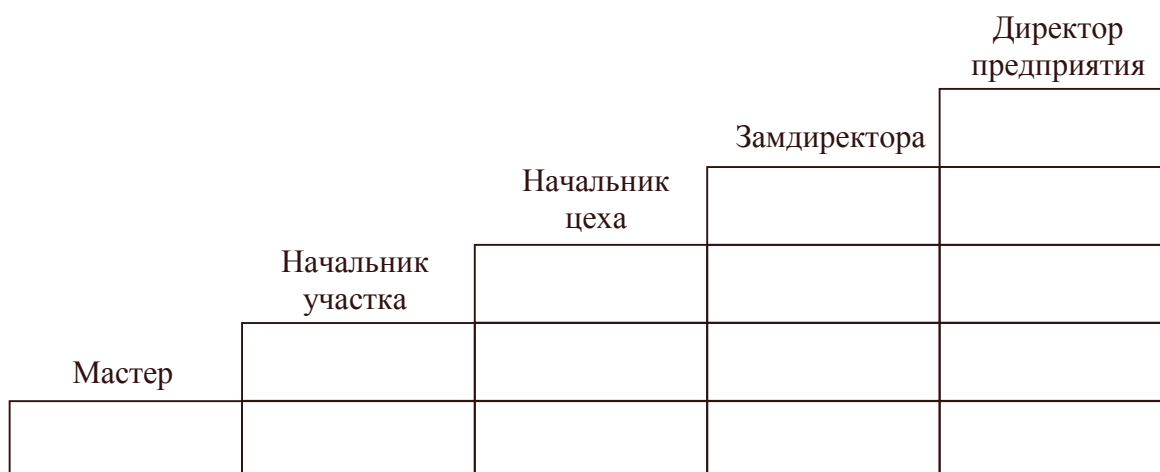 Директор
предприятия
Замдиректора
Начальник
цеха
Начальник
участка
Мастер